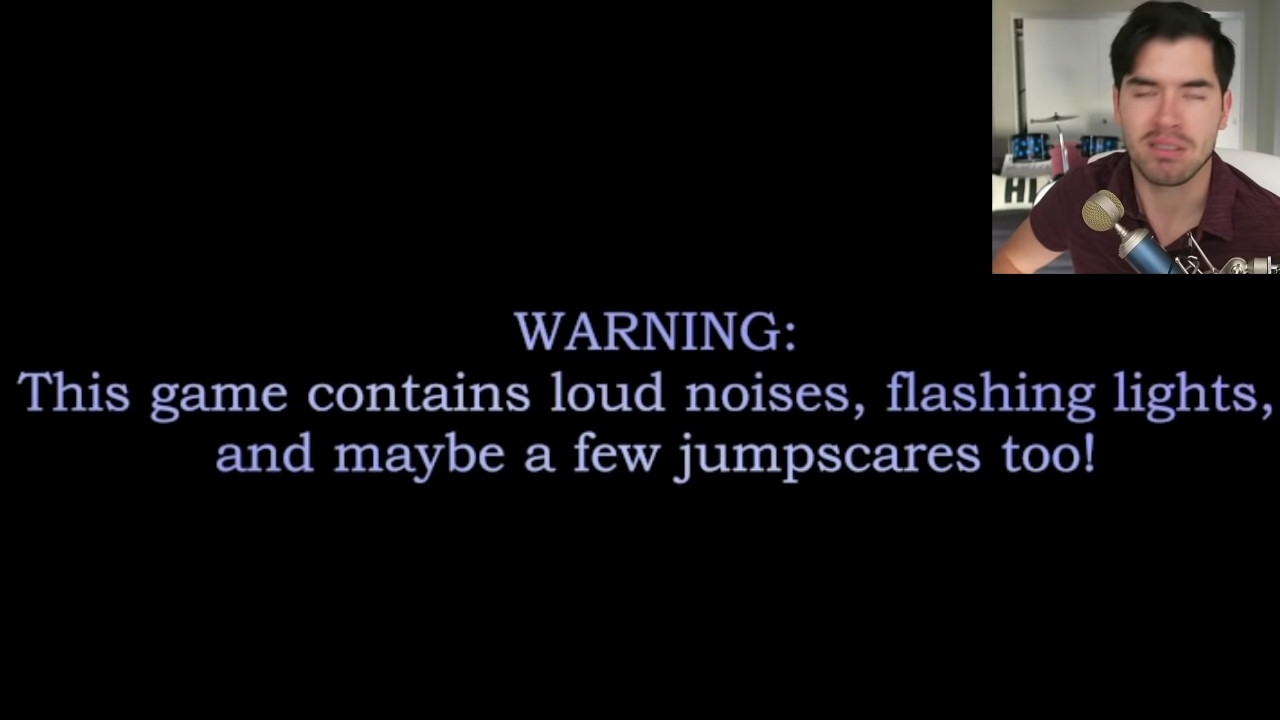 WARNING:
This game contains loud noises, flashing lights,
and maybe a few jumpscares too!